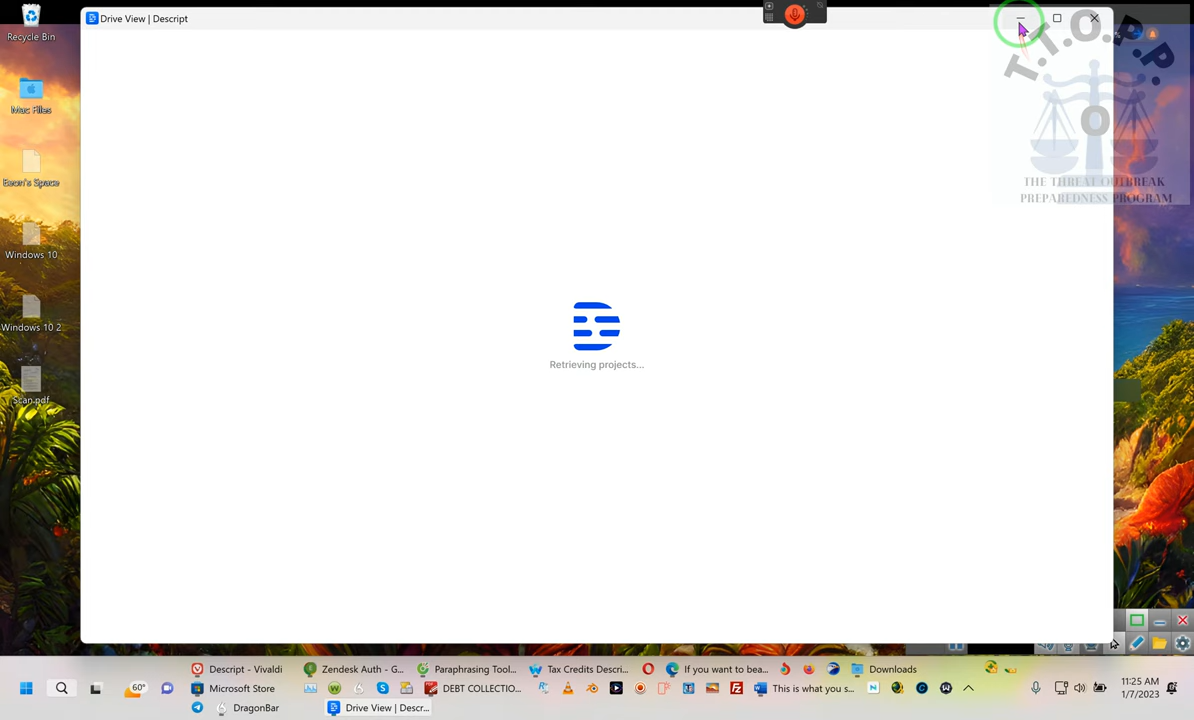 Recycle Bin
Mac Files
Beem's Space
Windows 10
Windows 10 2
Scan.pdf
Drive View | Descript
Retrieving projects...
T.T.O.P.P.
O
THE THREAT OUTBREAK
PREPAREDNESS PROGRAM
Descript - Vivaldi
Zendesk Auth - G...
Paraphrasing Tool...
Tax Credits Descri...
If you want to bea...
Downloads
60°
Microsoft Store
DEBT COLLECTIO...
This is what you s...
DragonBar
Drive View | Descr...
11:25 AM
1/7/2023